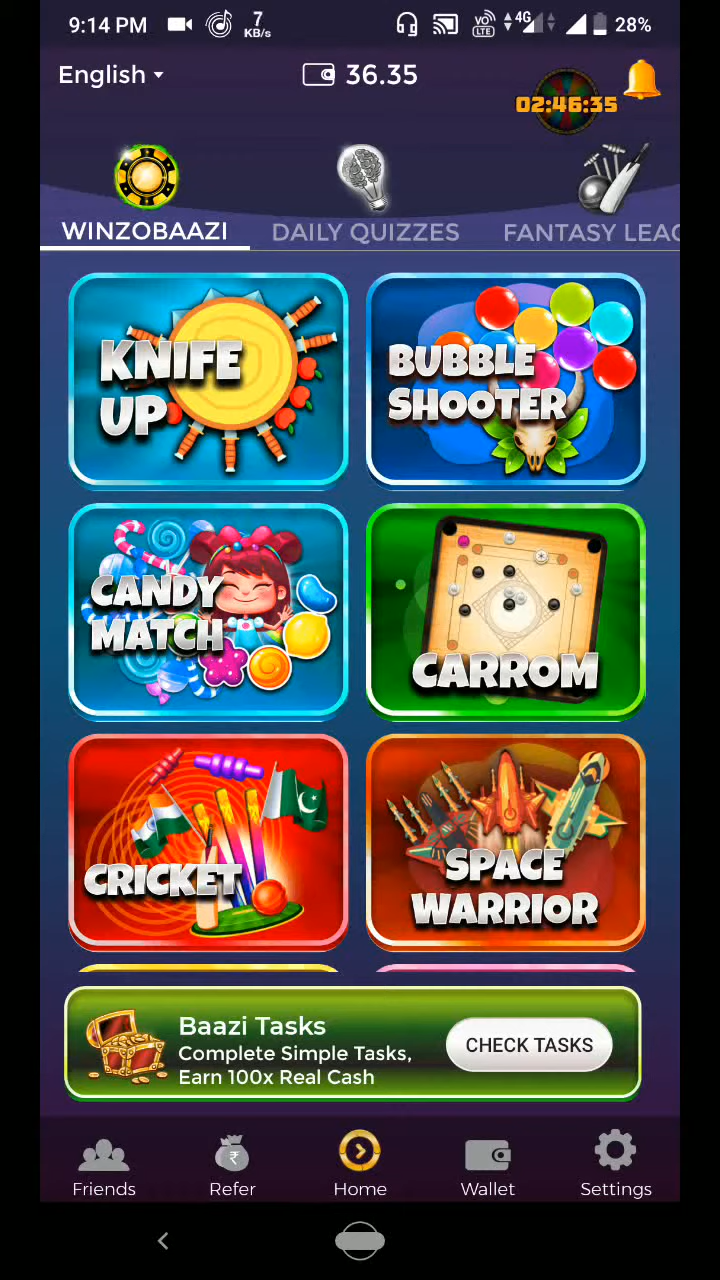 9:14 PM
7
KB/s
VO
LTE
4G
28%
English
36.35
02:46:35
WINZOBAAZI
DAILY QUIZZES
FANTASY LEAG
KNIFE
UP
BUBBLE
SHOOTER
CANDY
MATCH
CARROM
CRICKET
SPACE
WARRIOR
Baazi Tasks
Complete Simple Tasks,
Earn 100x Real Cash
CHECK TASKS
₹
Friends
Refer
Home
Wallet
Settings